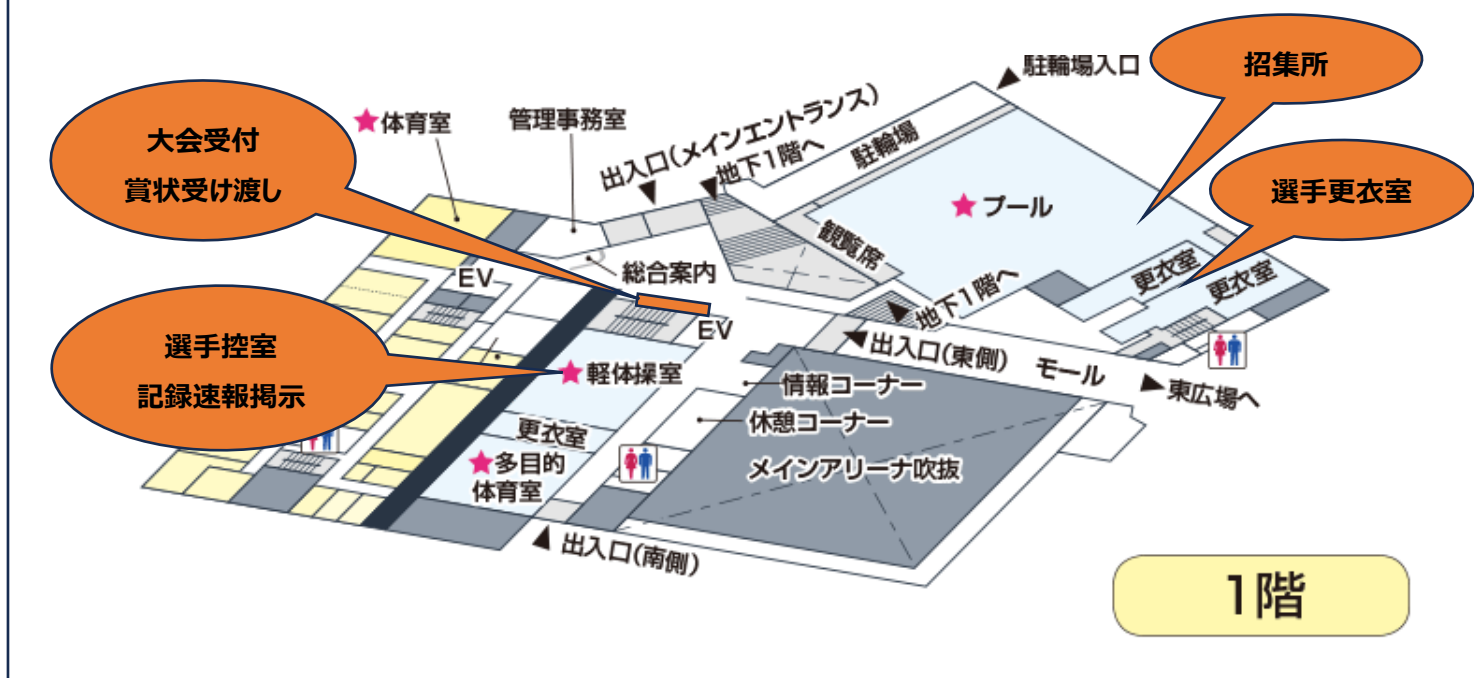 招集所
駐輪場入口
大会受付
賞状受け渡し
★体育室
管理事務室
出入口(メインエントランス)
地下1階へ
駐輪場
選手更衣室
★プール
観覧席
総合案内
EV
更衣室
更衣室
地下1階へ
EV
選手控室
記録速報掲示
出入口(東側)
モール
東広場へ
★軽体操室
情報コーナー
休憩コーナー
更衣室
★多目的
体育室
メインアリーナ吹抜
出入口(南側)
1階